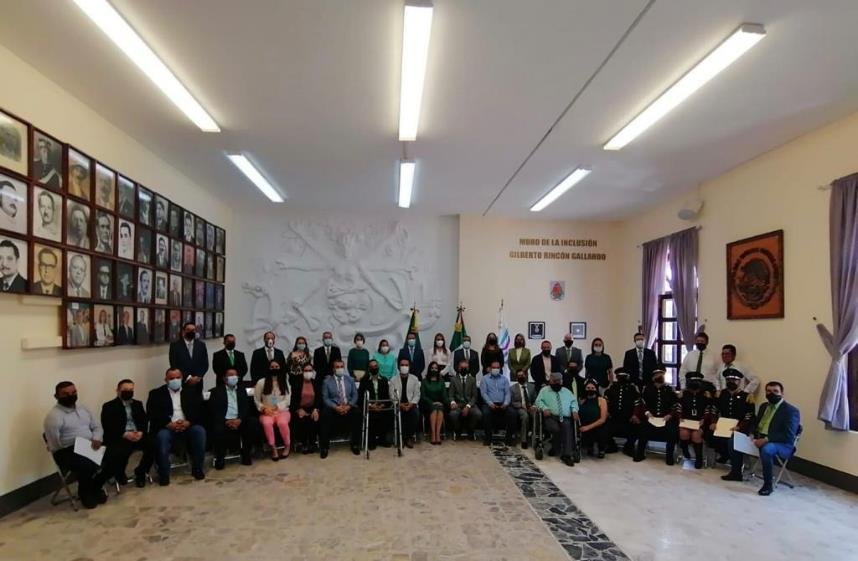 MURO DE LA INCLUSIÓN
GILBERTO RINCÓN GALLARDO